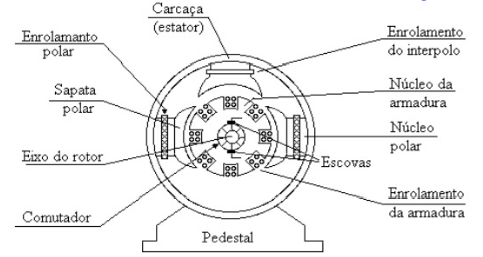 Carcaça
(estator)
Enrolamanto
polar
Enrolamento
do interpolo
Sapata
polar
Núcleo da
armadura
Núcleo
polar
Eixo do rotor
Escovas
Comutador
Enrolamento
da armadura
Pedestal